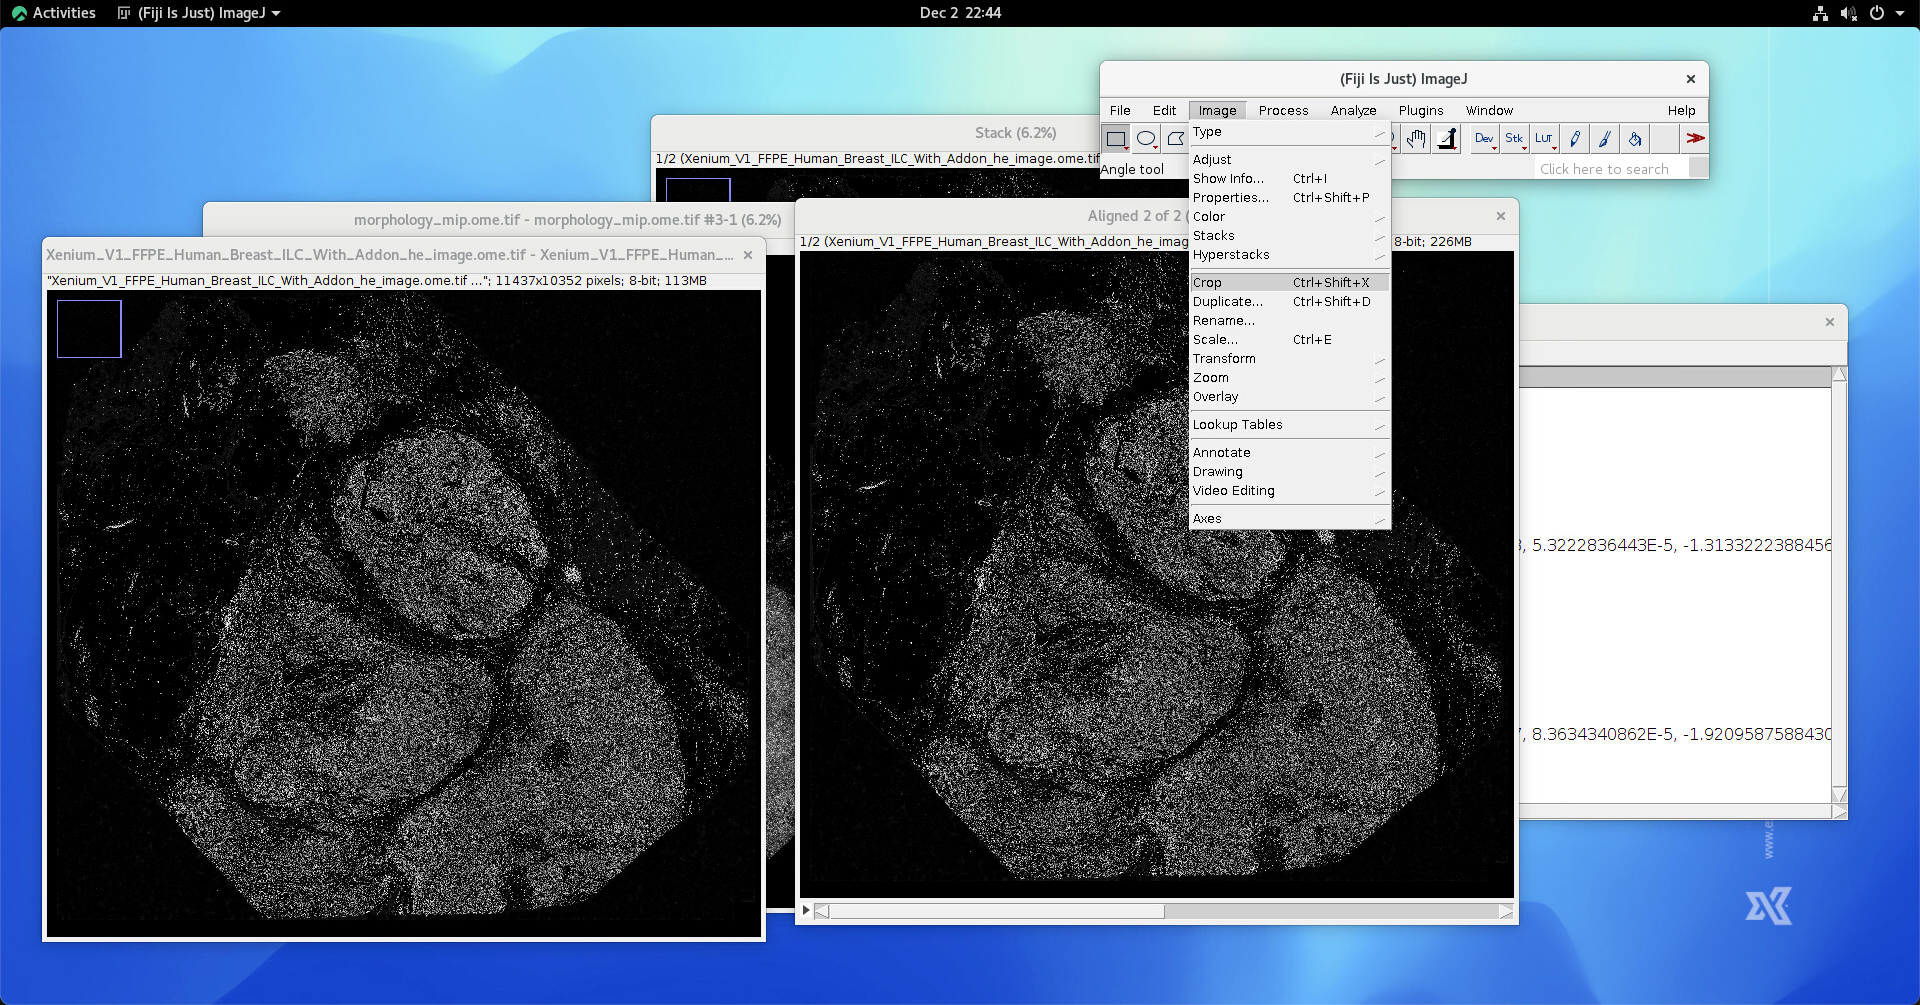 Activities
(Fiji Is Just) ImageJ
Dec 2 22:44
(Fiji Is Just) ImageJ
File Edit Image Process Analyze Plugins Window Help
Dev Stk LUT
Angle tool
Click here to search
Type
Adjust
Show Info... Ctrl+I
Properties... Ctrl+Shift+P
Color
Stacks
Hyperstacks
Crop Ctrl+Shift+X
Duplicate... Ctrl+Shift+D
Rename...
Scale... Ctrl+E
Transform
Zoom
Overlay
Lookup Tables
Annotate
Drawing
Video Editing
Axes
Stack (6.2%)
1/2 (Xenium_V1_FFPE_Human_Breast_ILC_With_Addon_he_image.ome.tif
morphology_mip.ome.tif - morphology_mip.ome.tif #3-1 (6.2%)
Xenium_V1_FFPE_Human_Breast_ILC_With_Addon_he_image.ome.tif - Xenium_V1_FFPE_Human_...
"Xenium_V1_FFPE_Human_Breast_ILC_With_Addon_he_image.ome.tif ..."; 11437x10352 pixels; 8-bit; 113MB
Aligned 2 of 2 (
1/2 (Xenium_V1_FFPE_Human_Breast_ILC_With_Addon_he_imag 8-bit; 226MB
, 5.3222836443E-5, -1.3133222388456
, 8.3634340862E-5, -1.9209587588430
www.e